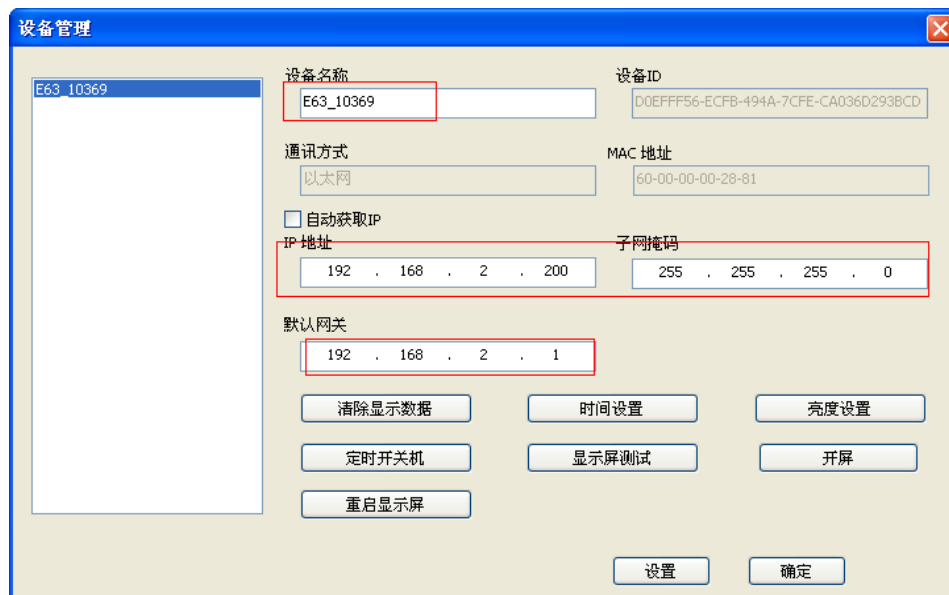 设备管理
E63_10369
设备名称
设备ID
E63_10369
D0EFFF56-ECFB-494A-7CFE-CA036D293BCD
通讯方式
MAC 地址
以太网
60-00-00-00-28-81
自动获取IP
IP 地址
子网掩码
192 . 168 . 2 . 200
255 . 255 . 255 . 0
默认网关
192 . 168 . 2 . 1
清除显示数据
时间设置
亮度设置
定时开关机
显示屏测试
开屏
重启显示屏
设置
确定